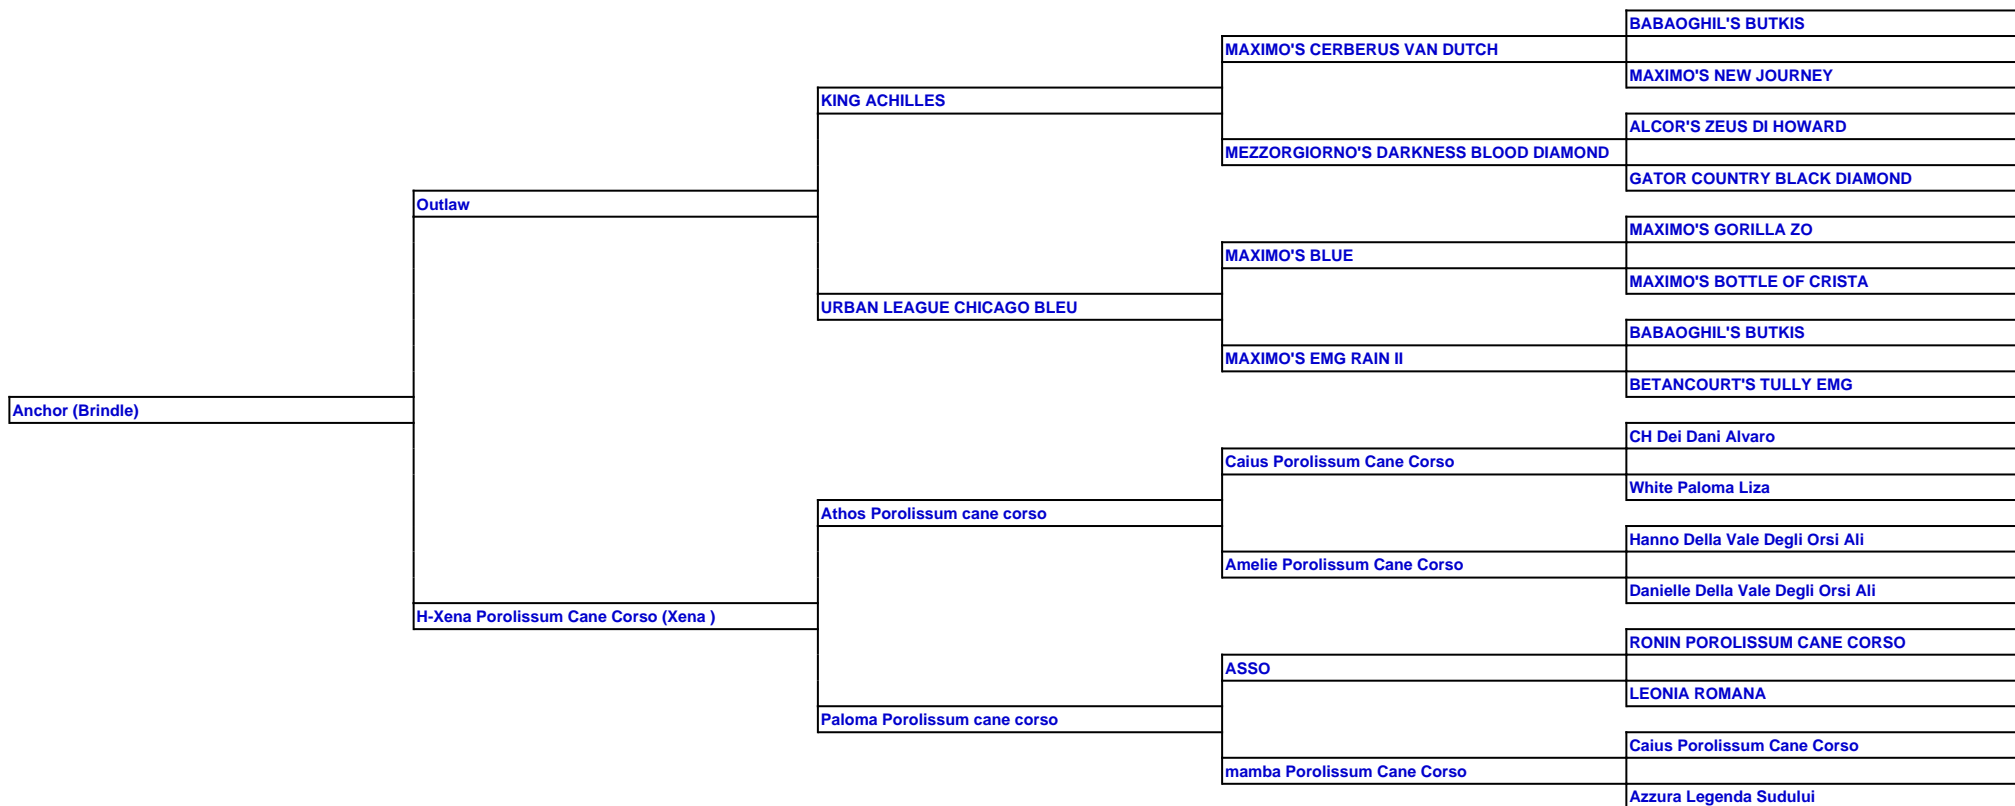 BABAOGHIL'S BUTKIS
MAXIMO'S CERBERUS VAN DUTCH
MAXIMO'S NEW JOURNEY
KING ACHILLES
ALCOR'S ZEUS DI HOWARD
MEZZORGIORNO'S DARKNESS BLOOD DIAMOND
GATOR COUNTRY BLACK DIAMOND
Outlaw
MAXIMO'S GORILLA ZO
MAXIMO'S BLUE
MAXIMO'S BOTTLE OF CRISTA
URBAN LEAGUE CHICAGO BLEU
BABAOGHIL'S BUTKIS
MAXIMO'S EMG RAIN II
BETANCOURT'S TULLY EMG
Anchor (Brindle)
CH Dei Dani Alvaro
Caius Porolissum Cane Corso
White Paloma Liza
Athos Porolissum cane corso
Hanno Della Vale Degli Orsi Ali
Amelie Porolissum Cane Corso
Danielle Della Vale Degli Orsi Ali
H-Xena Porolissum Cane Corso (Xena )
RONIN POROLISSUM CANE CORSO
ASSO
LEONIA ROMANA
Paloma Porolissum cane corso
Caius Porolissum Cane Corso
mamba Porolissum Cane Corso
Azzura Legenda Sudului